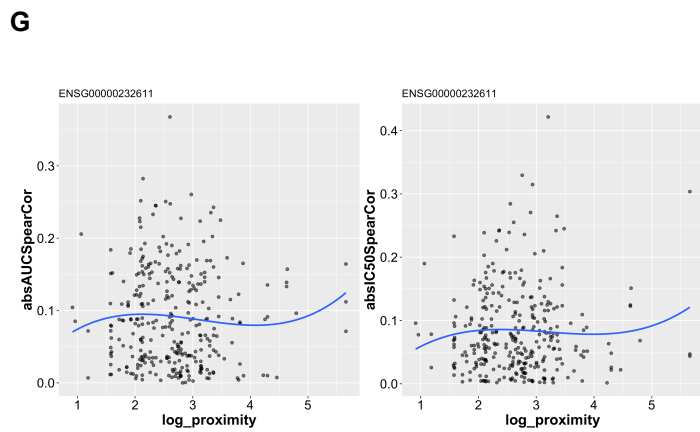 G
ENSG00000232611
absAUCSpearCor
0.3
0.2
0.1
0.0
1 2 3 4 5
log_proximity
ENSG00000232611
absIC50SpearCor
0.4
0.3
0.2
0.1
0.0
1 2 3 4 5
log_proximity